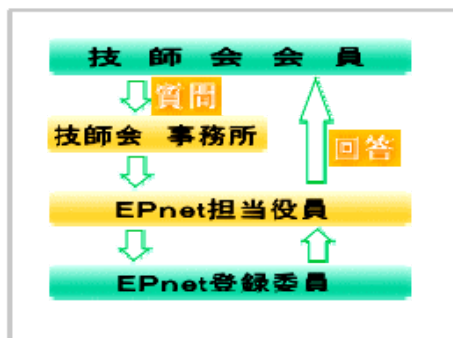 技師会会員
質問
技師会 事務所
回答
EPnet担当役員
EPnet登録委員